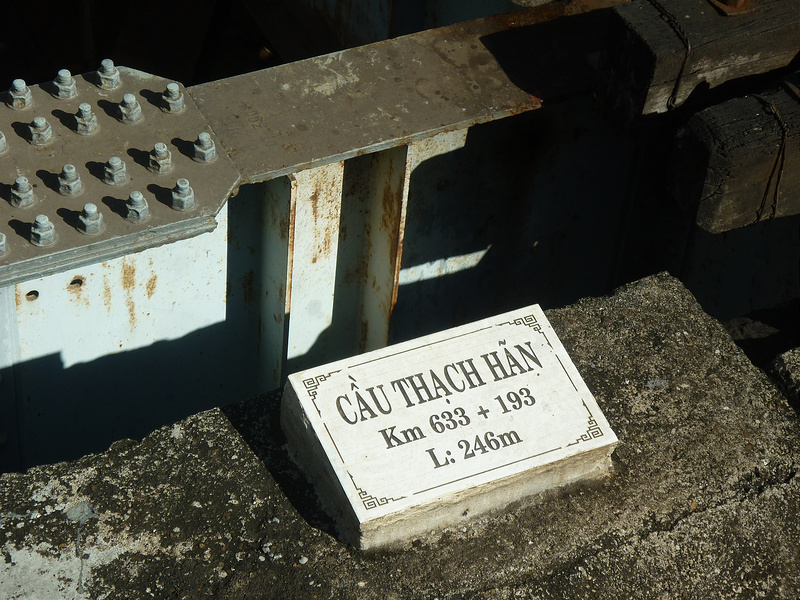 CẦU THẠCH HÃN
Km 633 + 193
L: 246m